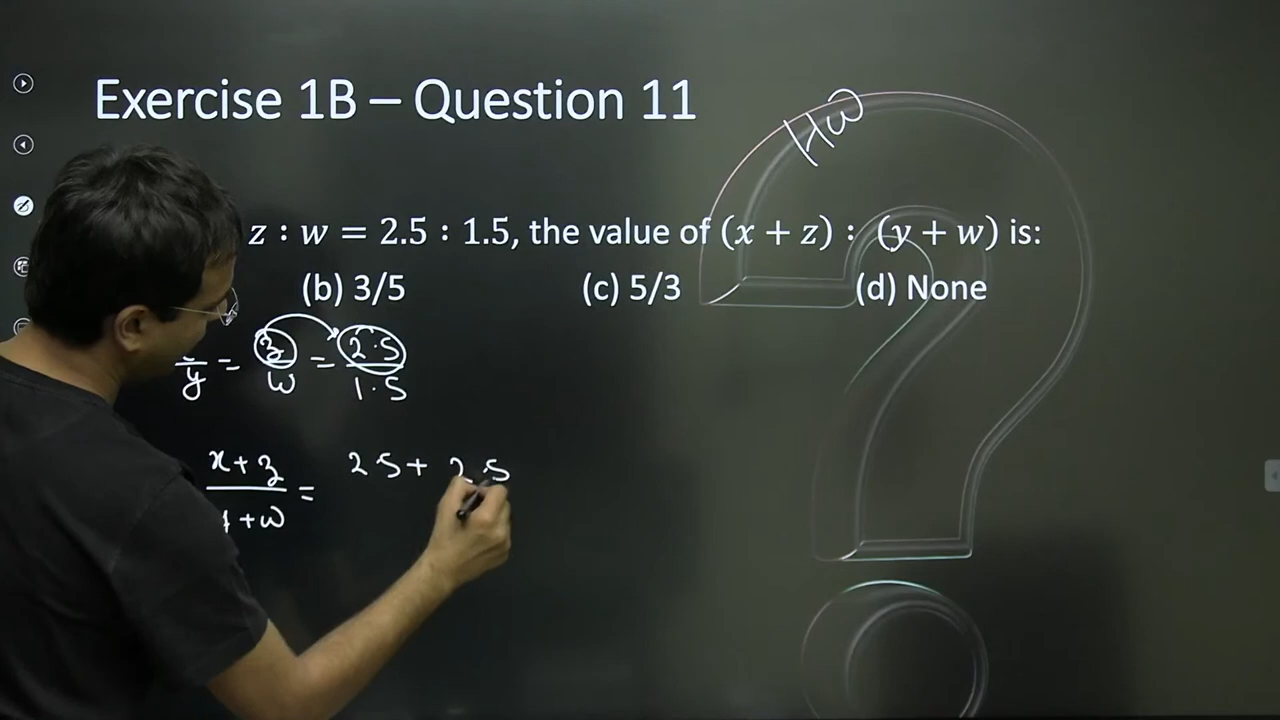 Exercise 1B – Question 11
HW
z : w = 2.5 : 1.5, the value of (x + z) : (y + w) is:
(b) 3/5 (c) 5/3 (d) None
/y = z/w = 2.5/1.5
x+z/ +w = 2.5+ 2.5